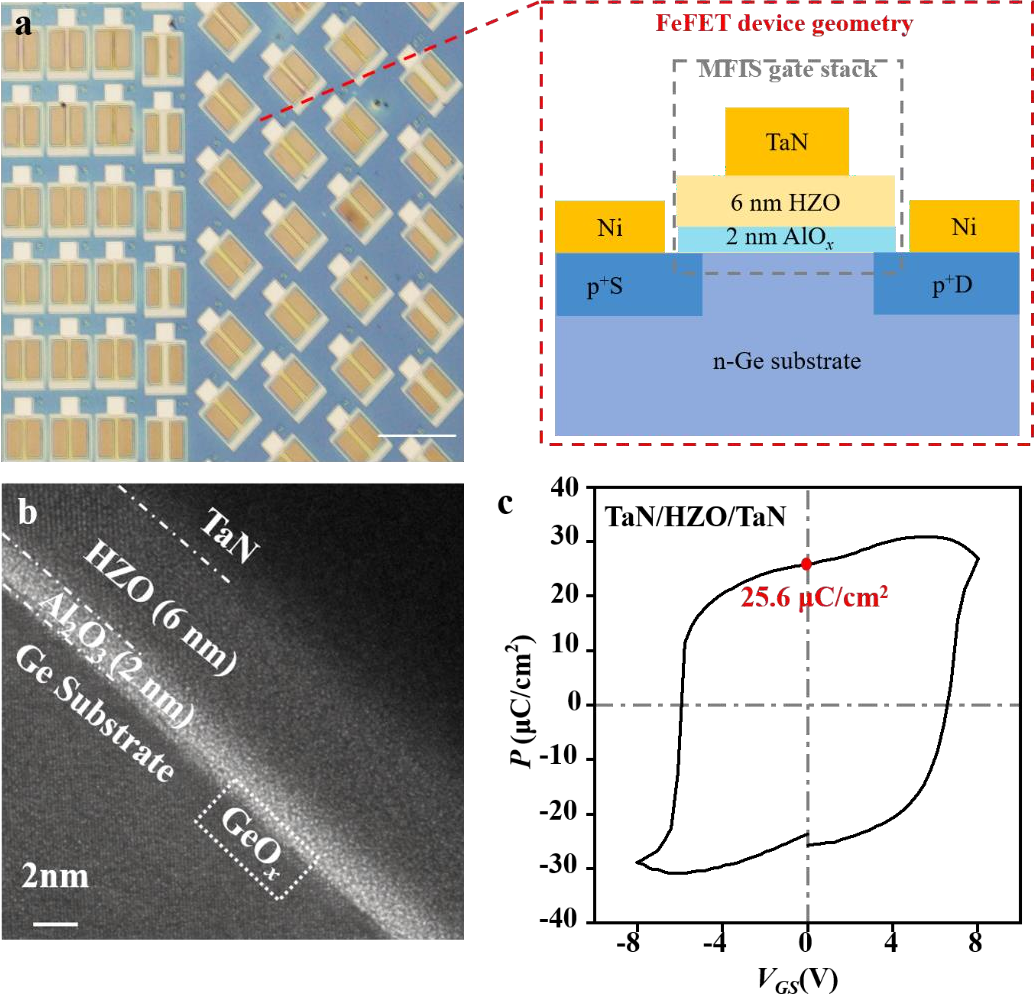 a
FeFET device geometry
MFIS gate stack
TaN
6 nm HZO
2 nm AlOₓ
Ni
Ni
p⁺S
p⁺D
n-Ge substrate
b
TaN
HZO (6 nm)
Al₂O₃ (2 nm)
Ge Substrate
GeOₓ
2nm
c
TaN/HZO/TaN
25.6 μC/cm²
P (μC/cm²)
40
30
20
10
0
-10
-20
-30
-40
-8
-4
0
4
8
V_GS(V)